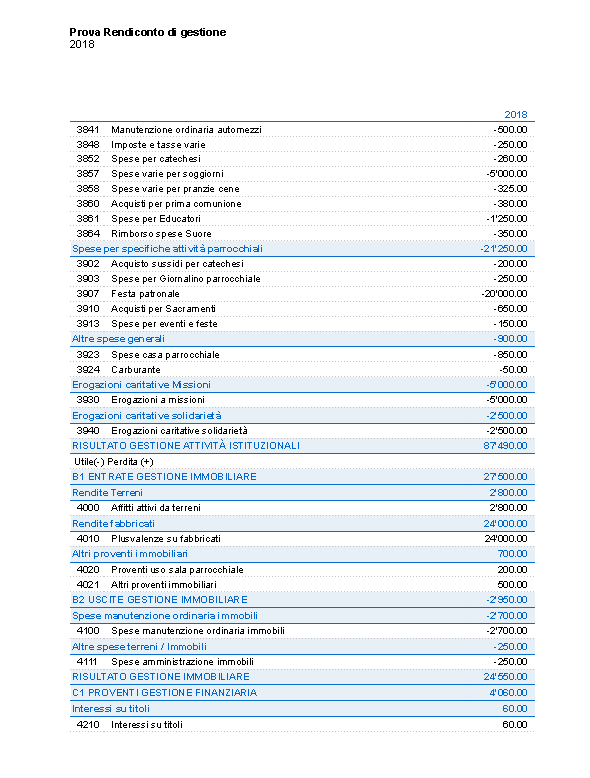 Prova Rendiconto di gestione
2018
2018
3841 Manutenzione ordinaria automezzi -500.00
3848 Imposte e tasse varie -250.00
3852 Spese per catechesi -260.00
3857 Spese varie per soggiorni -5'000.00
3858 Spese varie per pranzie cene -325.00
3860 Acquisti per prima comunione -380.00
3861 Spese per Educatori -1'250.00
3864 Rimborso spese Suore -350.00
Spese per specifiche attività parrocchiali -21'250.00
3902 Acquisto sussidi per catechesi -200.00
3903 Spese per Giornalino parrocchiale -250.00
3907 Festa patronale -20'000.00
3910 Acquisti per Sacramenti -650.00
3913 Spese per eventi e feste -150.00
Altre spese generali -900.00
3923 Spese casa parrocchiale -850.00
3924 Carburante -50.00
Erogazioni caritative Missioni -5'000.00
3930 Erogazioni a missioni -5'000.00
Erogazioni caritative solidarietà -2'500.00
3940 Erogazioni caritative solidarietà -2'500.00
RISULTATO GESTIONE ATTIVITÀ ISTITUZIONALI 87'490.00
Utile(-) Perdita (+)
B1 ENTRATE GESTIONE IMMOBILIARE 27'500.00
Rendite Terreni 2'800.00
4000 Affitti attivi da terreni 2'800.00
Rendite fabbricati 24'000.00
4010 Plusvalenze su fabbricati 24'000.00
Altri proventi immobiliari 700.00
4020 Proventi uso sala parrocchiale 200.00
4021 Altri proventi immobiliari 500.00
B2 USCITE GESTIONE IMMOBILIARE -2'950.00
Spese manutenzione ordinaria immobili -2'700.00
4100 Spese manutenzione ordinaria immobili -2'700.00
Altre spese terreni / Immobili -250.00
4111 Spese amministrazione immobili -250.00
RISULTATO GESTIONE IMMOBILIARE 24'550.00
C1 PROVENTI GESTIONE FINANZIARIA 4'060.00
Interessi su titoli 60.00
4210 Interessi su titoli 60.00